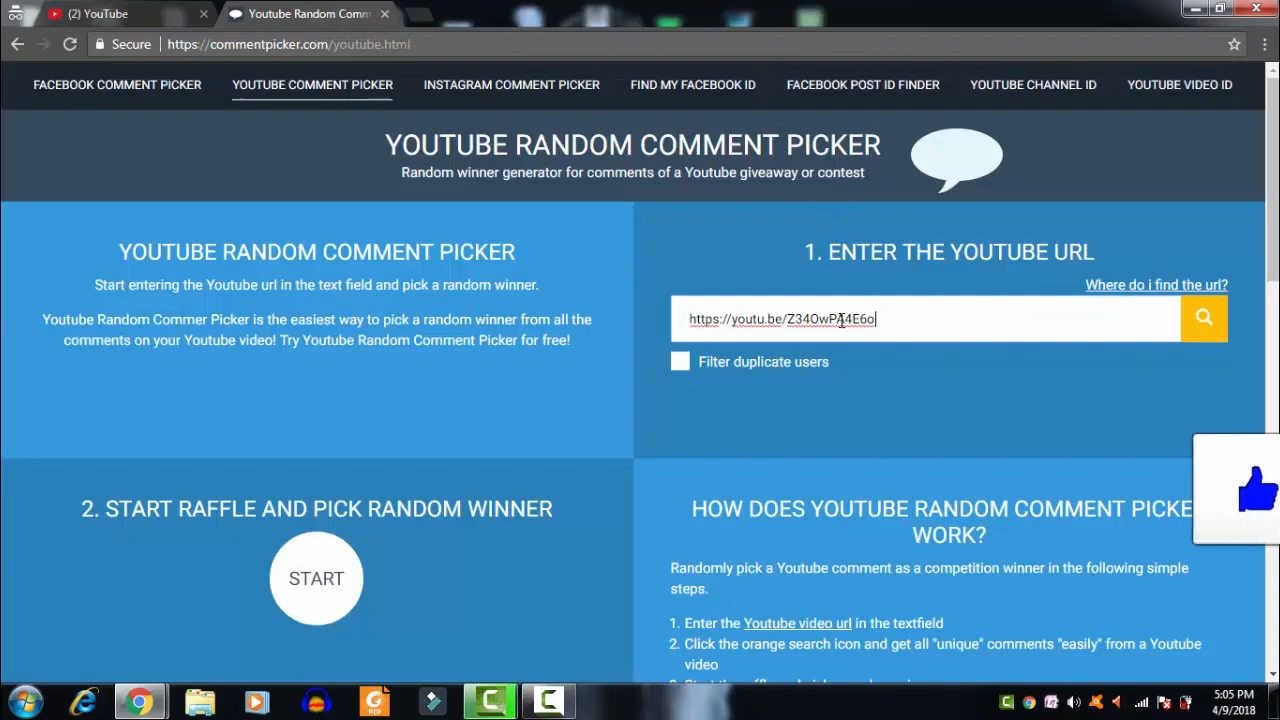 (2) YouTube
Youtube Random Comm
Secure
https://commentpicker.com/youtube.html
FACEBOOK COMMENT PICKER
YOUTUBE COMMENT PICKER
INSTAGRAM COMMENT PICKER
FIND MY FACEBOOK ID
FACEBOOK POST ID FINDER
YOUTUBE CHANNEL ID
YOUTUBE VIDEO ID
YOUTUBE RANDOM COMMENT PICKER
Random winner generator for comments of a Youtube giveaway or contest
YOUTUBE RANDOM COMMENT PICKER
Start entering the Youtube url in the text field and pick a random winner.
Youtube Random Commer Picker is the easiest way to pick a random winner from all the
comments on your Youtube video! Try Youtube Random Comment Picker for free!
1. ENTER THE YOUTUBE URL
Where do i find the url?
Filter duplicate users
2. START RAFFLE AND PICK RANDOM WINNER
START
HOW DOES YOUTUBE RANDOM COMMENT PICKE
WORK?
Randomly pick a Youtube comment as a competition winner in the following simple
steps.
1. Enter the Youtube video url in the textfield
2. Click the orange search icon and get all "unique" comments "easily" from a Youtube
video
PDF
5:05 PM
4/9/2018